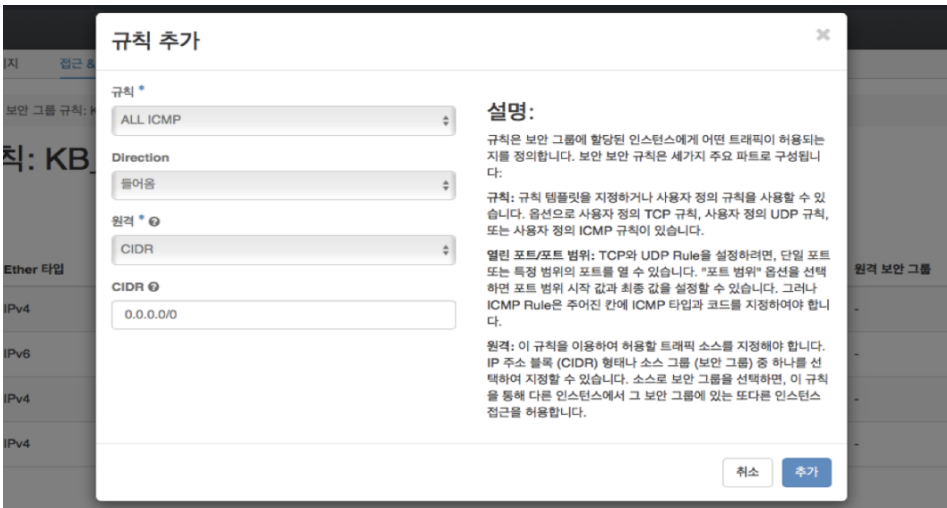 규칙 추가
×
지
접근 &
보안 그룹 규칙: K
칙: KB_
규칙 *
ALL ICMP
Direction
들어옴
원격 *
CIDR
CIDR
0.0.0.0/0
설명:
규칙은 보안 그룹에 할당된 인스턴스에게 어떤 트래픽이 허용되는
지를 정의합니다. 보안 보안 규칙은 세가지 주요 파트로 구성됩니
다:
규칙: 규칙 템플릿을 지정하거나 사용자 정의 규칙을 사용할 수 있
습니다. 옵션으로 사용자 정의 TCP 규칙, 사용자 정의 UDP 규칙,
또는 사용자 정의 ICMP 규칙이 있습니다.
열린 포트/포트 범위: TCP와 UDP Rule을 설정하려면, 단일 포트
또는 특정 범위의 포트를 열 수 있습니다. "포트 범위" 옵션을 선택
하면 포트 범위 시작 값과 최종 값을 설정할 수 있습니다. 그러나
ICMP Rule은 주어진 칸에 ICMP 타입과 코드를 지정하여야 합니
다.
원격: 이 규칙을 이용하여 허용할 트래픽 소스를 지정해야 합니다.
IP 주소 블록 (CIDR) 형태나 소스 그룹 (보안 그룹) 중 하나를 선
택하여 지정할 수 있습니다. 소스로 보안 그룹을 선택하면, 이 규칙
을 통해 다른 인스턴스에서 그 보안 그룹에 있는 또다른 인스턴스
접근을 허용합니다.
Ether 타입
원격 보안 그룹
IPv4
-
IPv6
-
IPv4
-
IPv4
-
취소
추가